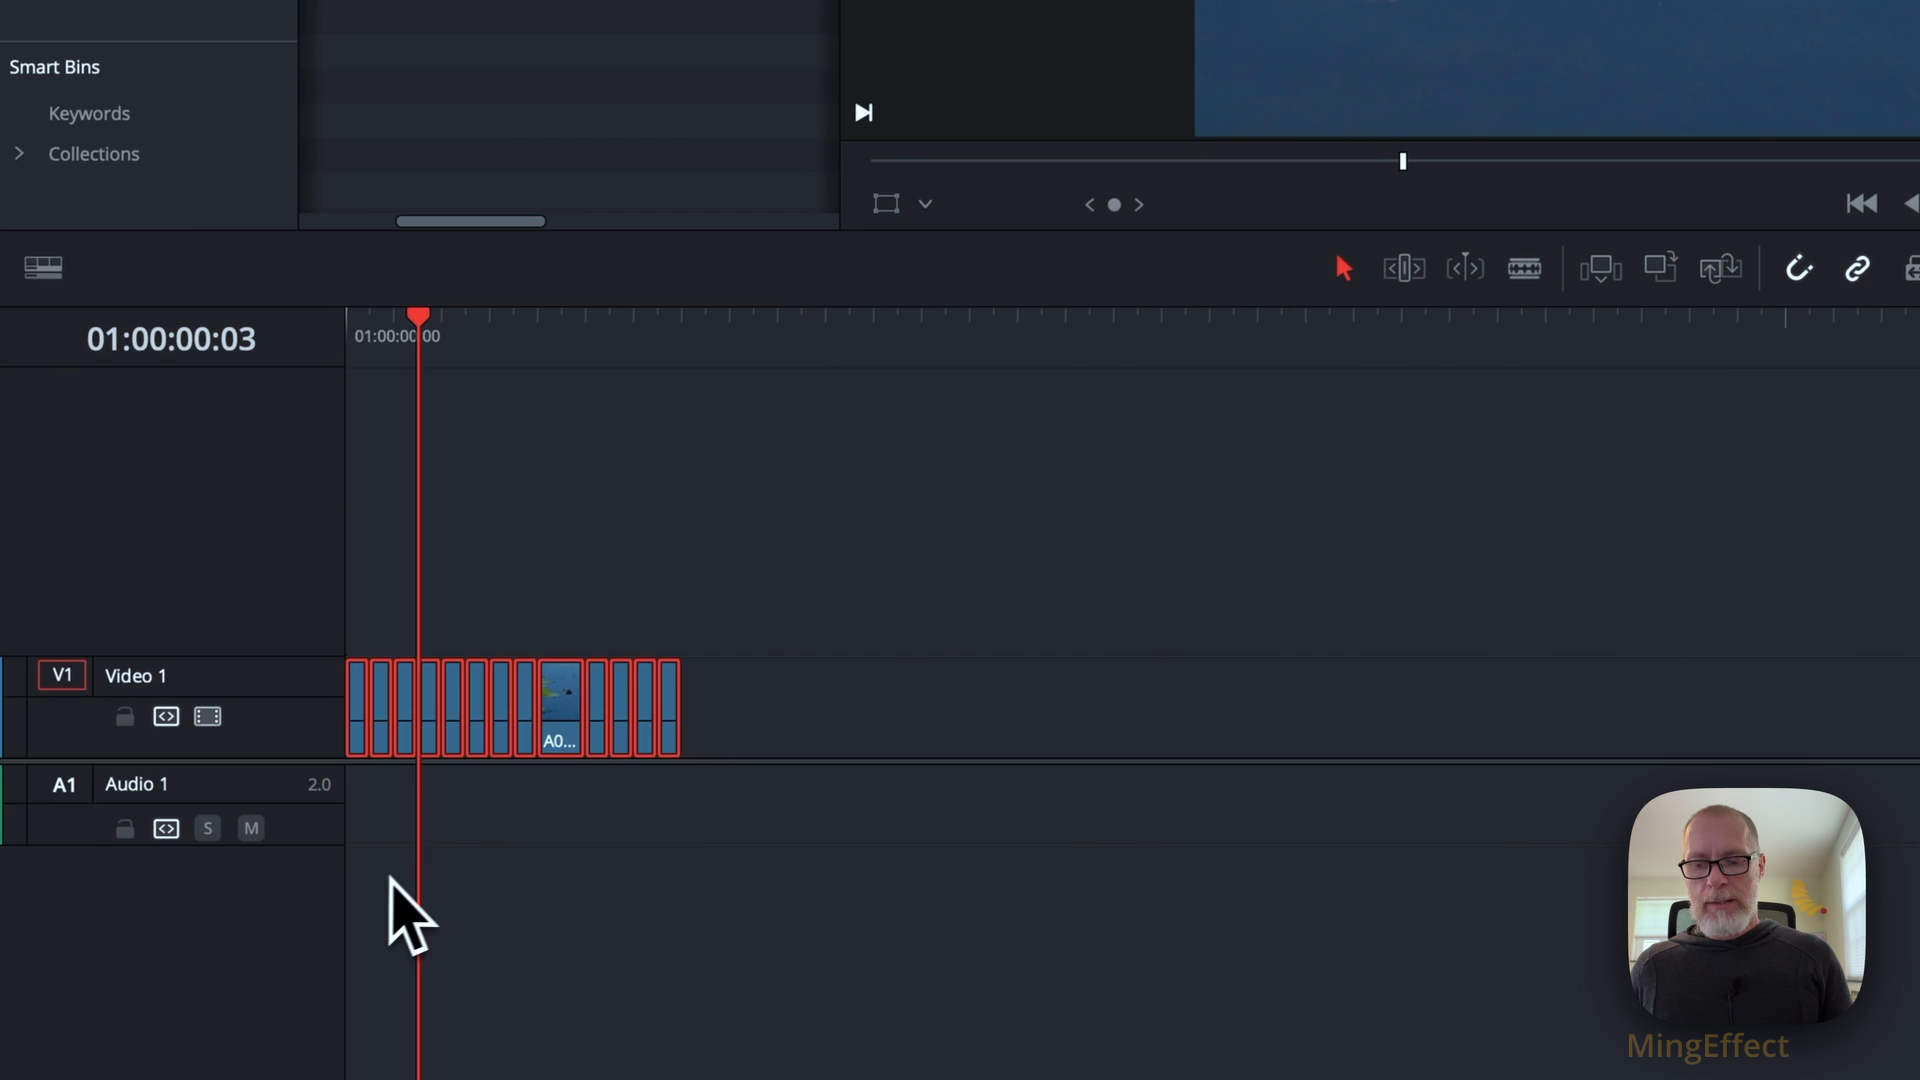 Smart Bins
Keywords
Collections
01:00:00:03
01:00:00:00
V1
Video 1
A0...
A1
Audio 1
2.0
S
M
MingEffect